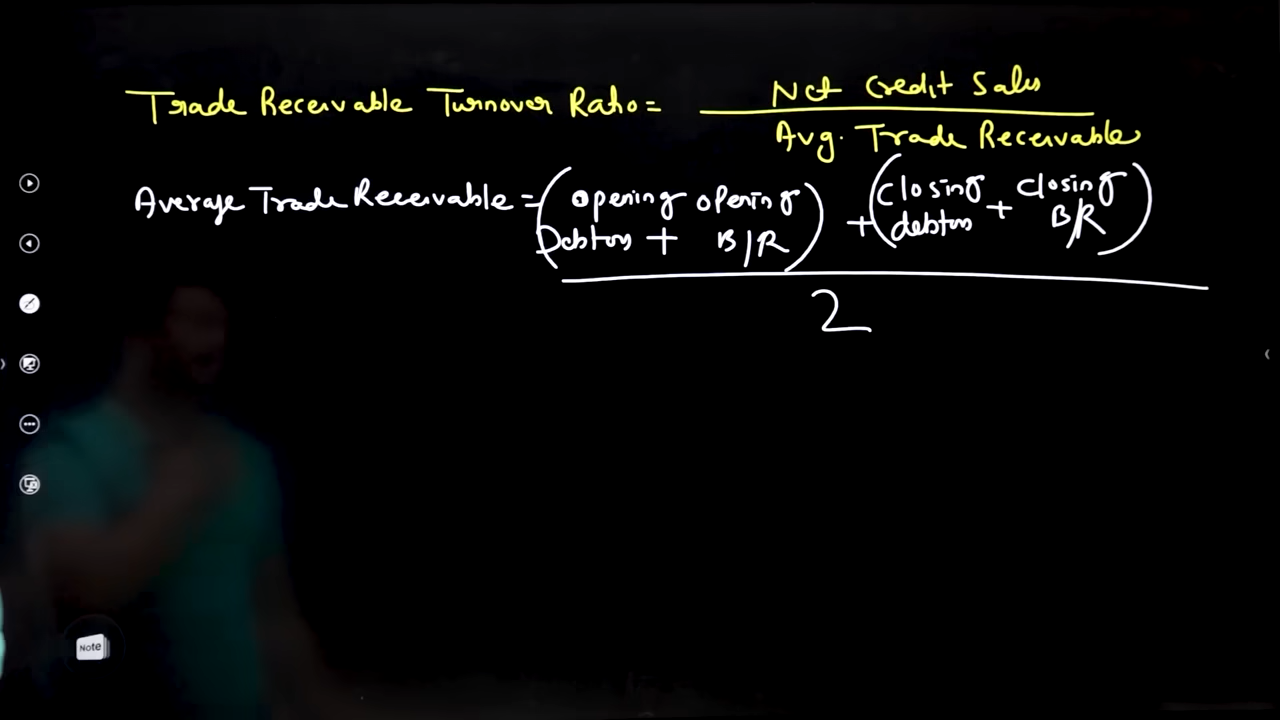 Trade Receivable Turnover Ratio = Net Credit Sales
Avg. Trade Receivable
Average Trade Receivable = (opening opening + (closing + closing
Debtors + B/R) debtors B/R)
2
Note